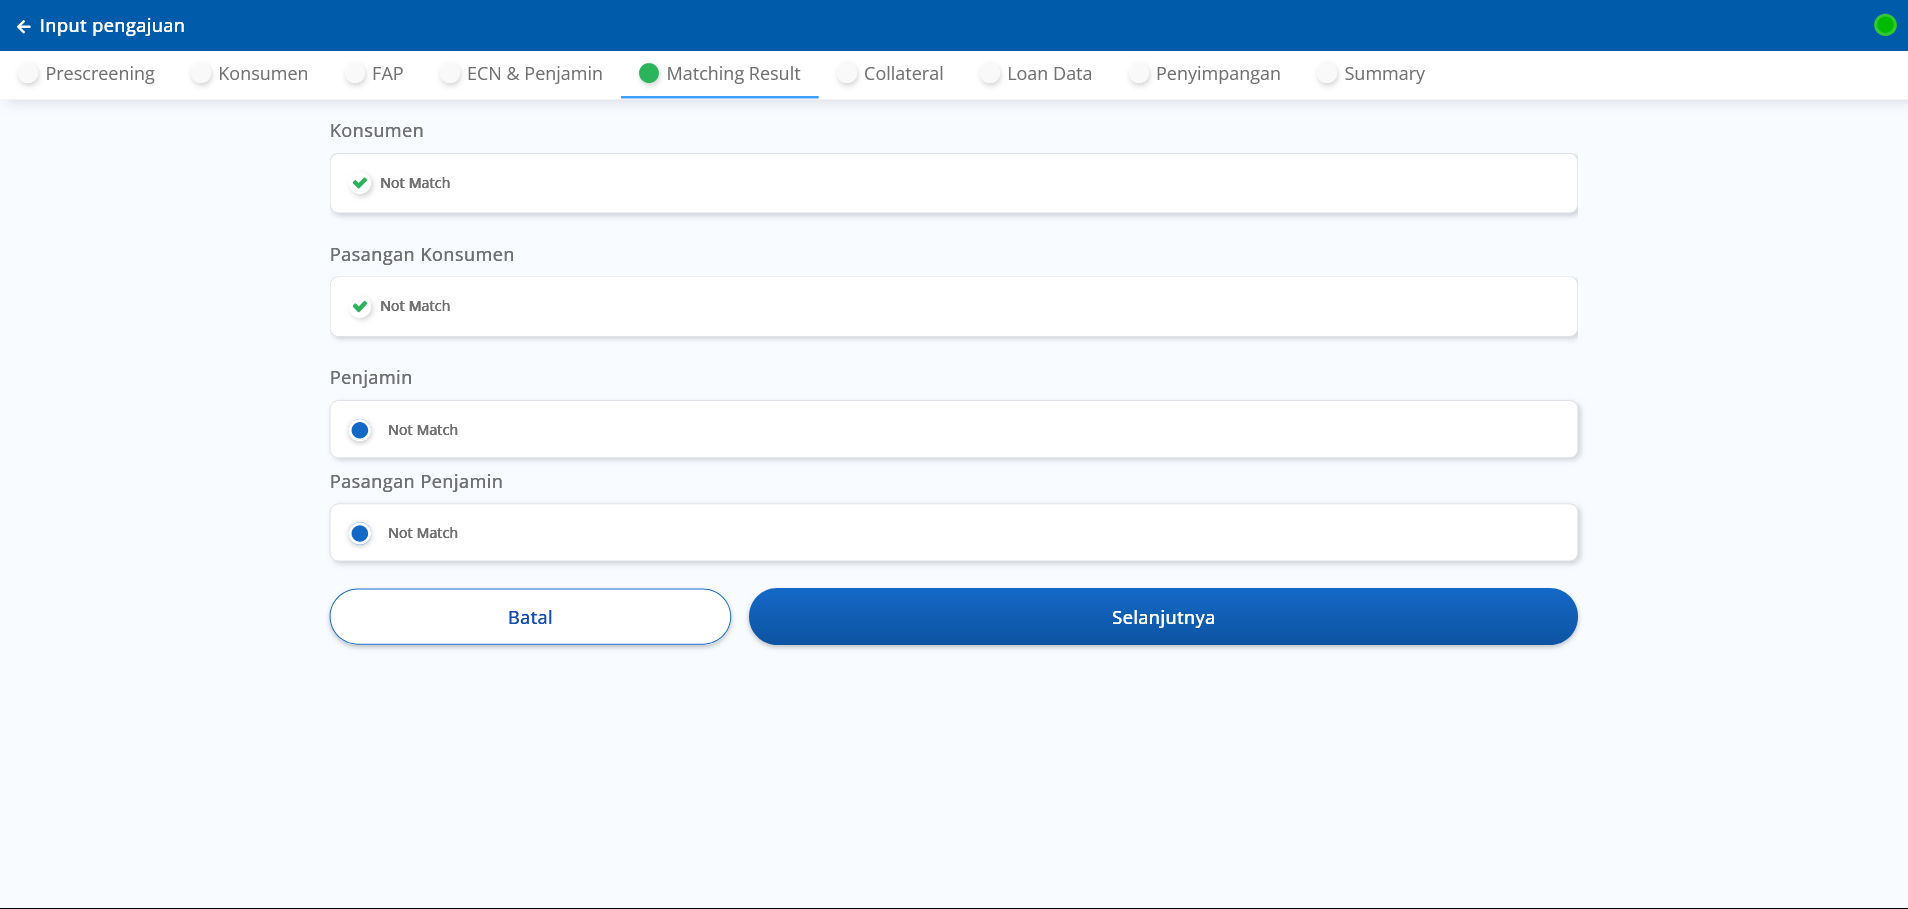 Input pengajuan
Prescreening Konsumen FAP ECN & Penjamin Matching Result Collateral Loan Data Penyimpangan Summary
Konsumen
Not Match
Pasangan Konsumen
Not Match
Penjamin
Not Match
Pasangan Penjamin
Not Match
Batal Selanjutnya